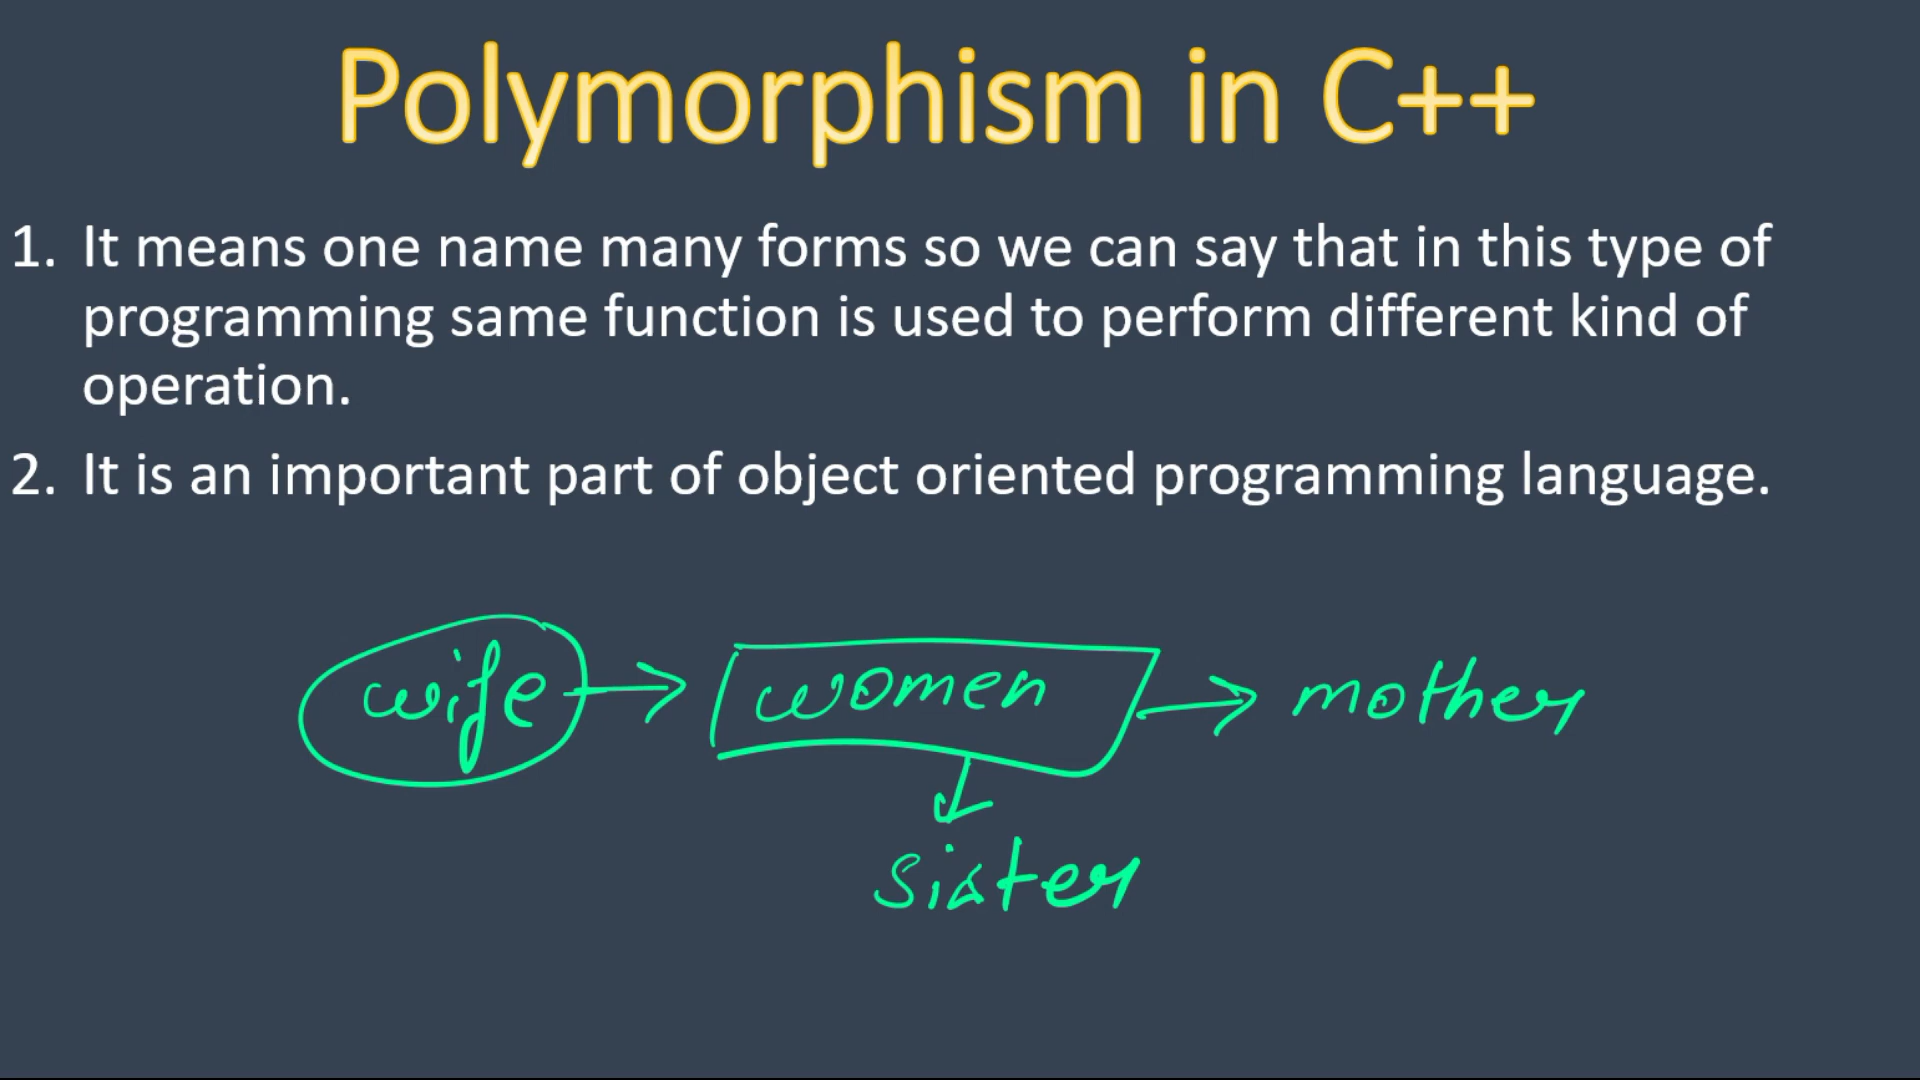 Polymorphism in C++
1. It means one name many forms so we can say that in this type of
programming same function is used to perform different kind of
operation.
2. It is an important part of object oriented programming language.
wife → women → mother
↓
sister